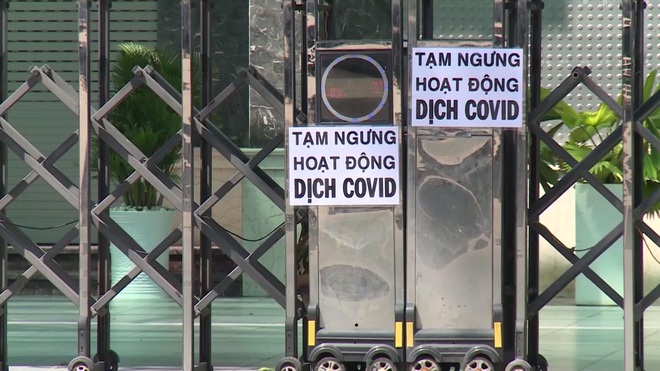 TẠM NGƯNG
HOẠT ĐỘNG
DỊCH COVID
TẠM NGƯNG
HOẠT ĐỘNG
DỊCH COVID